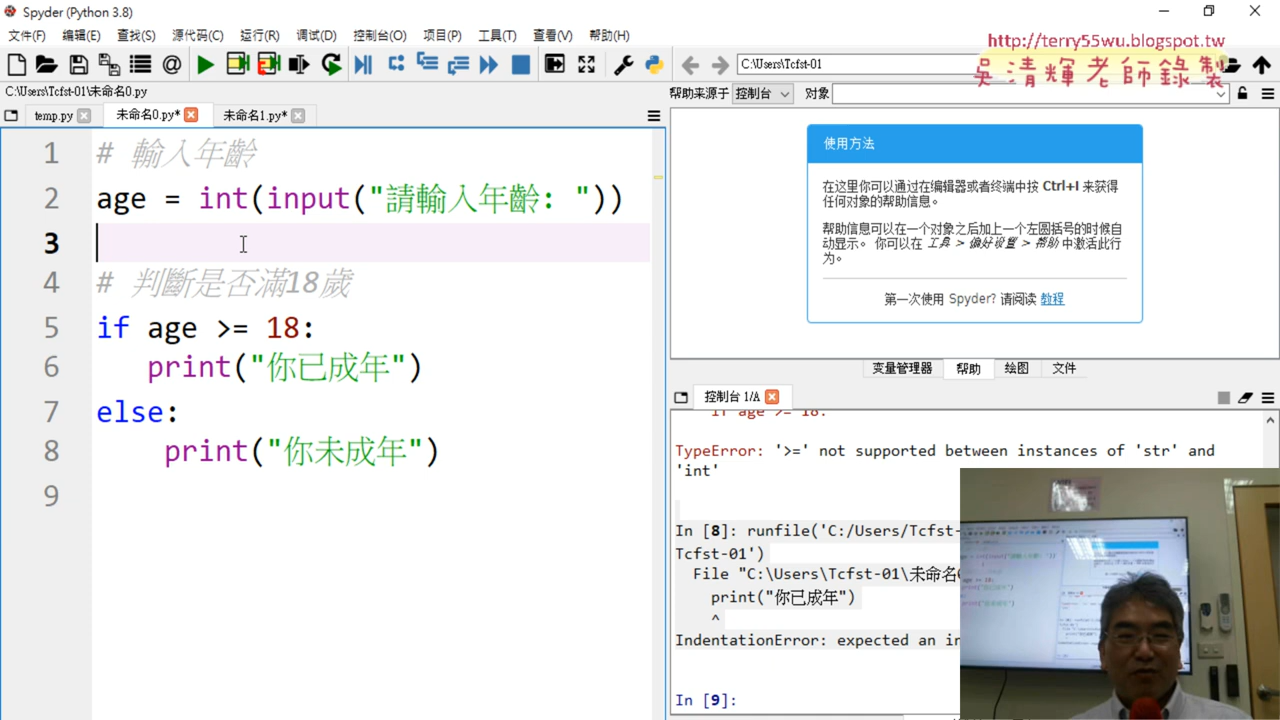 Spyder (Python 3.8)
文件(F) 编辑(E) 查找(S) 源代码(C) 运行(R) 调试(D) 控制台(O) 项目(P) 工具(T) 查看(V) 帮助(H)
http://terry55wu.blogspot.tw
吳清輝老師錄製
C:\Users\Tcfst-01
C:\Users\Tcfst-01\未命名0.py
帮助来源于 控制台 对象
temp.py 未命名0.py* 未命名1.py*
1 # 輸入年齡
2 age = int(input("請輸入年齡: "))
3
4 # 判斷是否滿18歲
5 if age >= 18:
6 print("你已成年")
7 else:
8 print("你未成年")
9
使用方法
在这里你可以通过在编辑器或者终端中按 Ctrl+I 来获得
任何对象的帮助信息。
帮助信息可以在一个对象之后加上一个左圆括号的时候自
动显示。 你可以在 工具 > 偏好设置 > 帮助 中激活此行
为。
第一次使用 Spyder? 请阅读 教程
变量管理器 帮助 绘图 文件
控制台 1/A
if age >= 18:
TypeError: '>=' not supported between instances of 'str' and
'int'
In [8]: runfile('C:/Users/Tcfst-
Tcfst-01')
File "C:\Users\Tcfst-01\未命名
print("你已成年")
^
IndentationError: expected an in
In [9]: